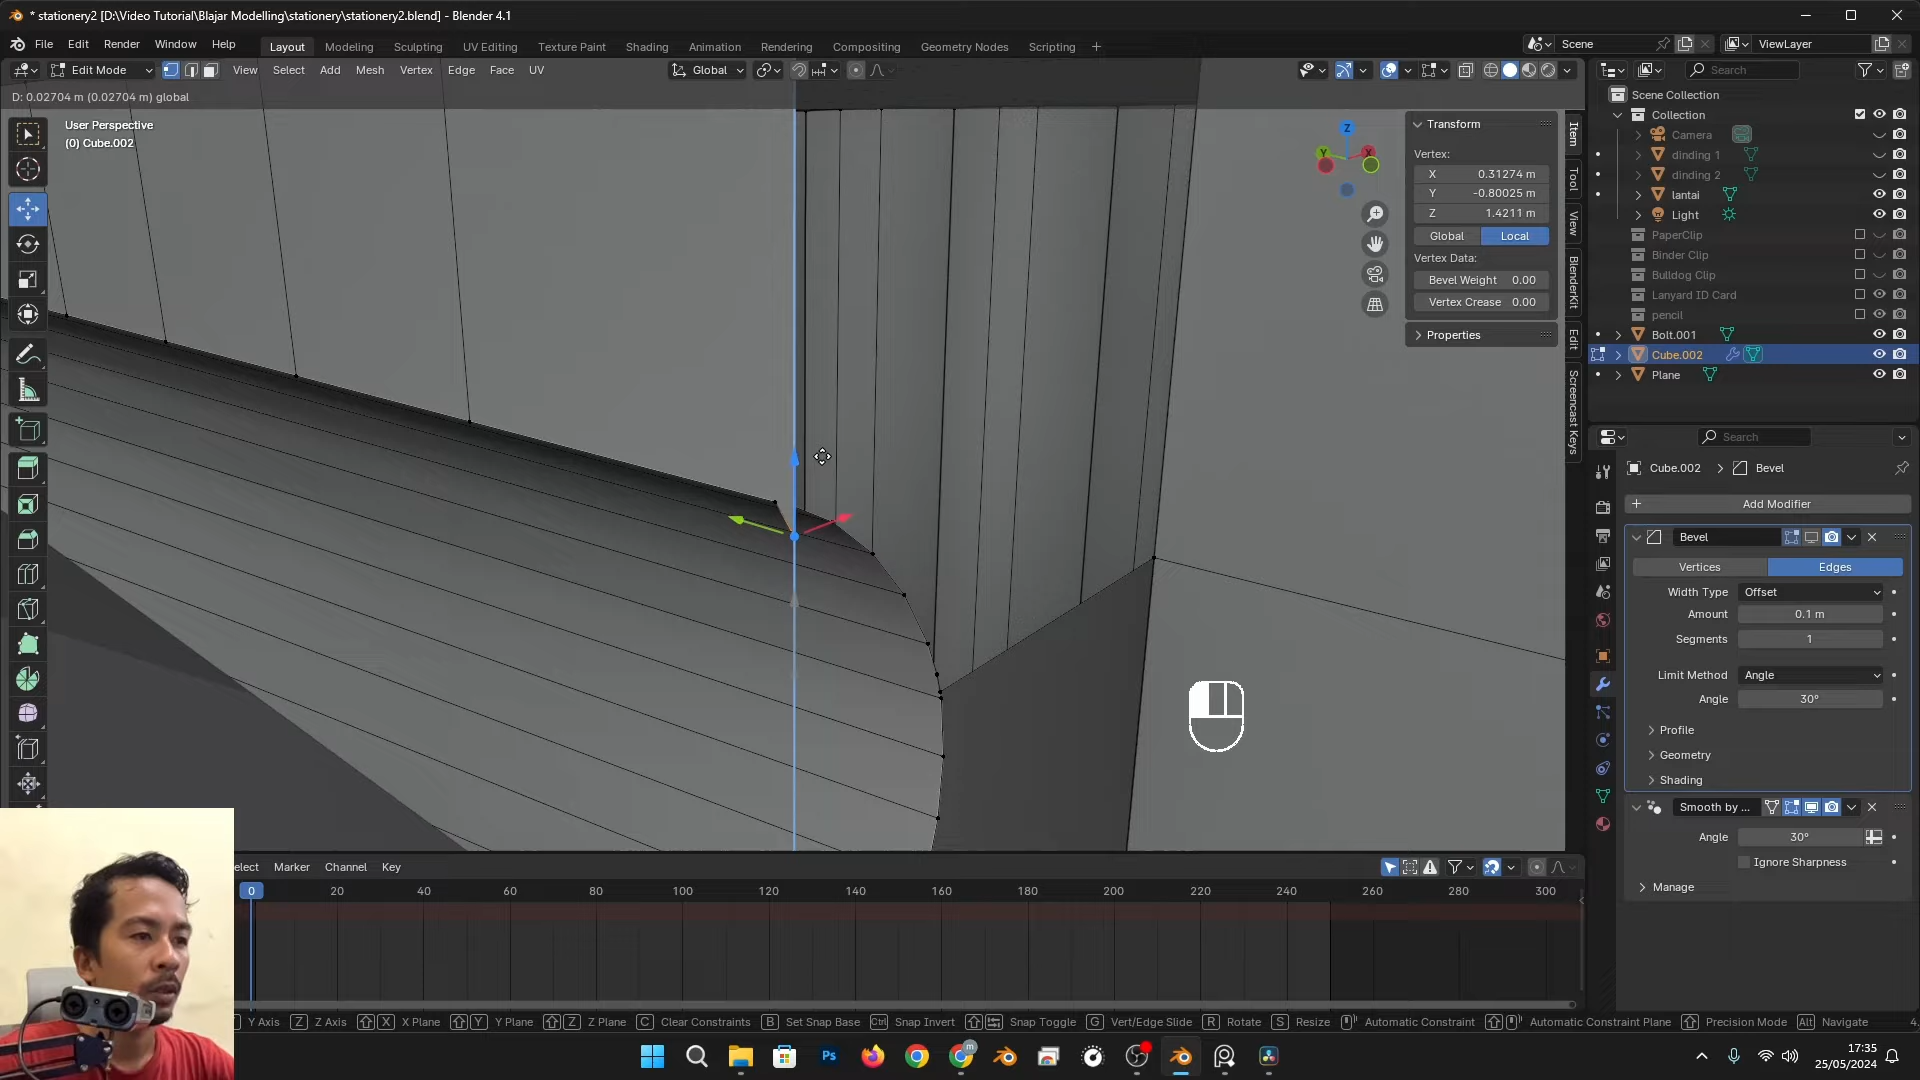 * stationery2 [D:\Video Tutorial\Blajar Modelling\stationery\stationery2.blend] - Blender 4.1
File Edit Render Window Help Layout Modeling Sculpting UV Editing Texture Paint Shading Animation Rendering Compositing Geometry Nodes Scripting + Scene ViewLayer
Edit Mode View Select Add Mesh Vertex Edge Face UV Global Search
D: 0.02704 m (0.02704 m) global
User Perspective
(0) Cube.002
Z
Y
X
Transform
Vertex:
X 0.31274 m
Y -0.80025 m
Z 1.4211 m
Global Local
Vertex Data:
Bevel Weight 0.00
Vertex Crease 0.00
Properties
Item
Tool
View
BlenderKit
Edit
Screencast Keys
Scene Collection
Collection
Camera
dinding 1
dinding 2
lantai
Light
PaperClip
Binder Clip
Bulldog Clip
Lanyard ID Card
pencil
Bolt.001
Cube.002
Plane
Search
Cube.002 > Bevel
Add Modifier
Bevel
Vertices Edges
Width Type Offset
Amount 0.1 m
Segments 1
Limit Method Angle
Angle 30°
Profile
Geometry
Shading
Smooth by ...
Angle 30°
Ignore Sharpness
Manage
elect Marker Channel Key
0 20 40 60 80 100 120 140 160 180 200 220 240 260 280 300
Y Axis Z Z Axis X X Plane Y Y Plane Z Z Plane C Clear Constraints B Set Snap Base Ctrl Snap Invert Snap Toggle G Vert/Edge Slide R Rotate S Resize Automatic Constraint Automatic Constraint Plane Precision Mode Alt Navigate 4.
Ps m
17:35
25/05/2024